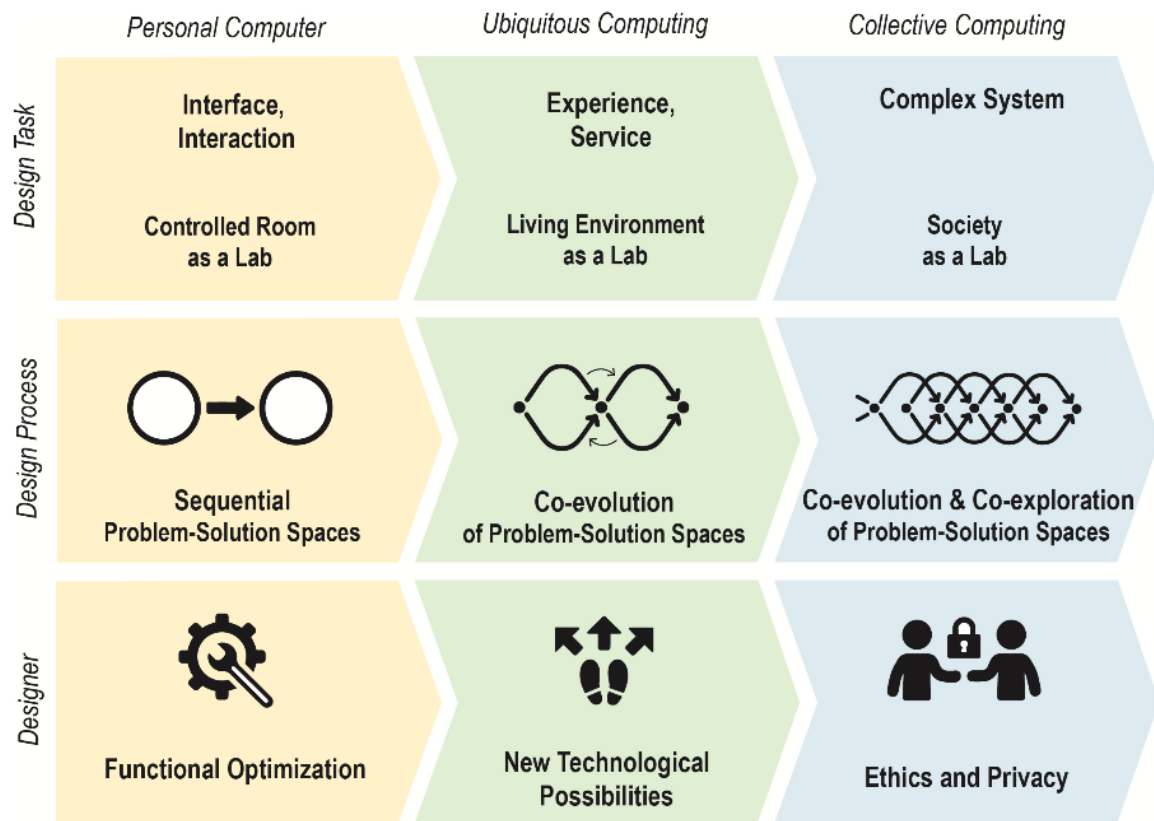 Personal Computer
Ubiquitous Computing
Collective Computing
Design Task
Interface,
Interaction
Controlled Room
as a Lab
Experience,
Service
Living Environment
as a Lab
Complex System
Society
as a Lab
Design Process
Sequential
Problem-Solution Spaces
Co-evolution
of Problem-Solution Spaces
Co-evolution & Co-exploration
of Problem-Solution Spaces
Designer
Functional Optimization
New Technological
Possibilities
Ethics and Privacy